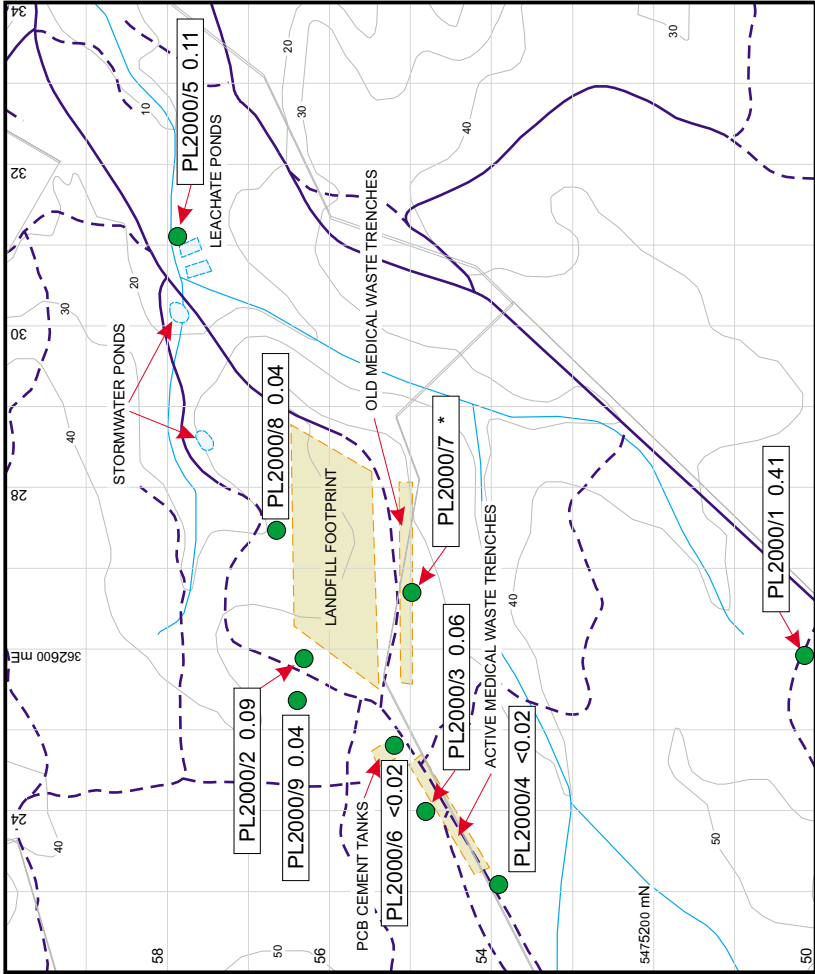 34
32
30
28
362600 mE
24
58
56
54
5475200 mN
50
PL2000/5 0.11
LEACHATE PONDS
STORMWATER PONDS
PL2000/8 0.04
LANDFILL FOOTPRINT
OLD MEDICAL WASTE TRENCHES
PL2000/7 *
PL2000/1 0.41
PL2000/2 0.09
PL2000/9 0.04
PCB CEMENT TANKS
PL2000/6 <0.02
PL2000/3 0.06
ACTIVE MEDICAL WASTE TRENCHES
PL2000/4 <0.02
10
20
30
40
30
20
30
40
40
50
40
50